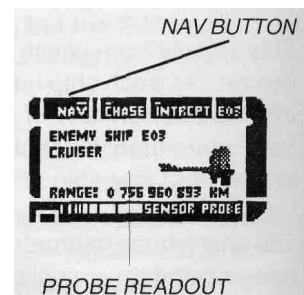 NAV BUTTON
NAV CHASE INTRCPT E03
ENEMY SHIP E03
CRUISER
RANGE: 0 756 960 893 KM
SENSOR PROBE
PROBE READOUT